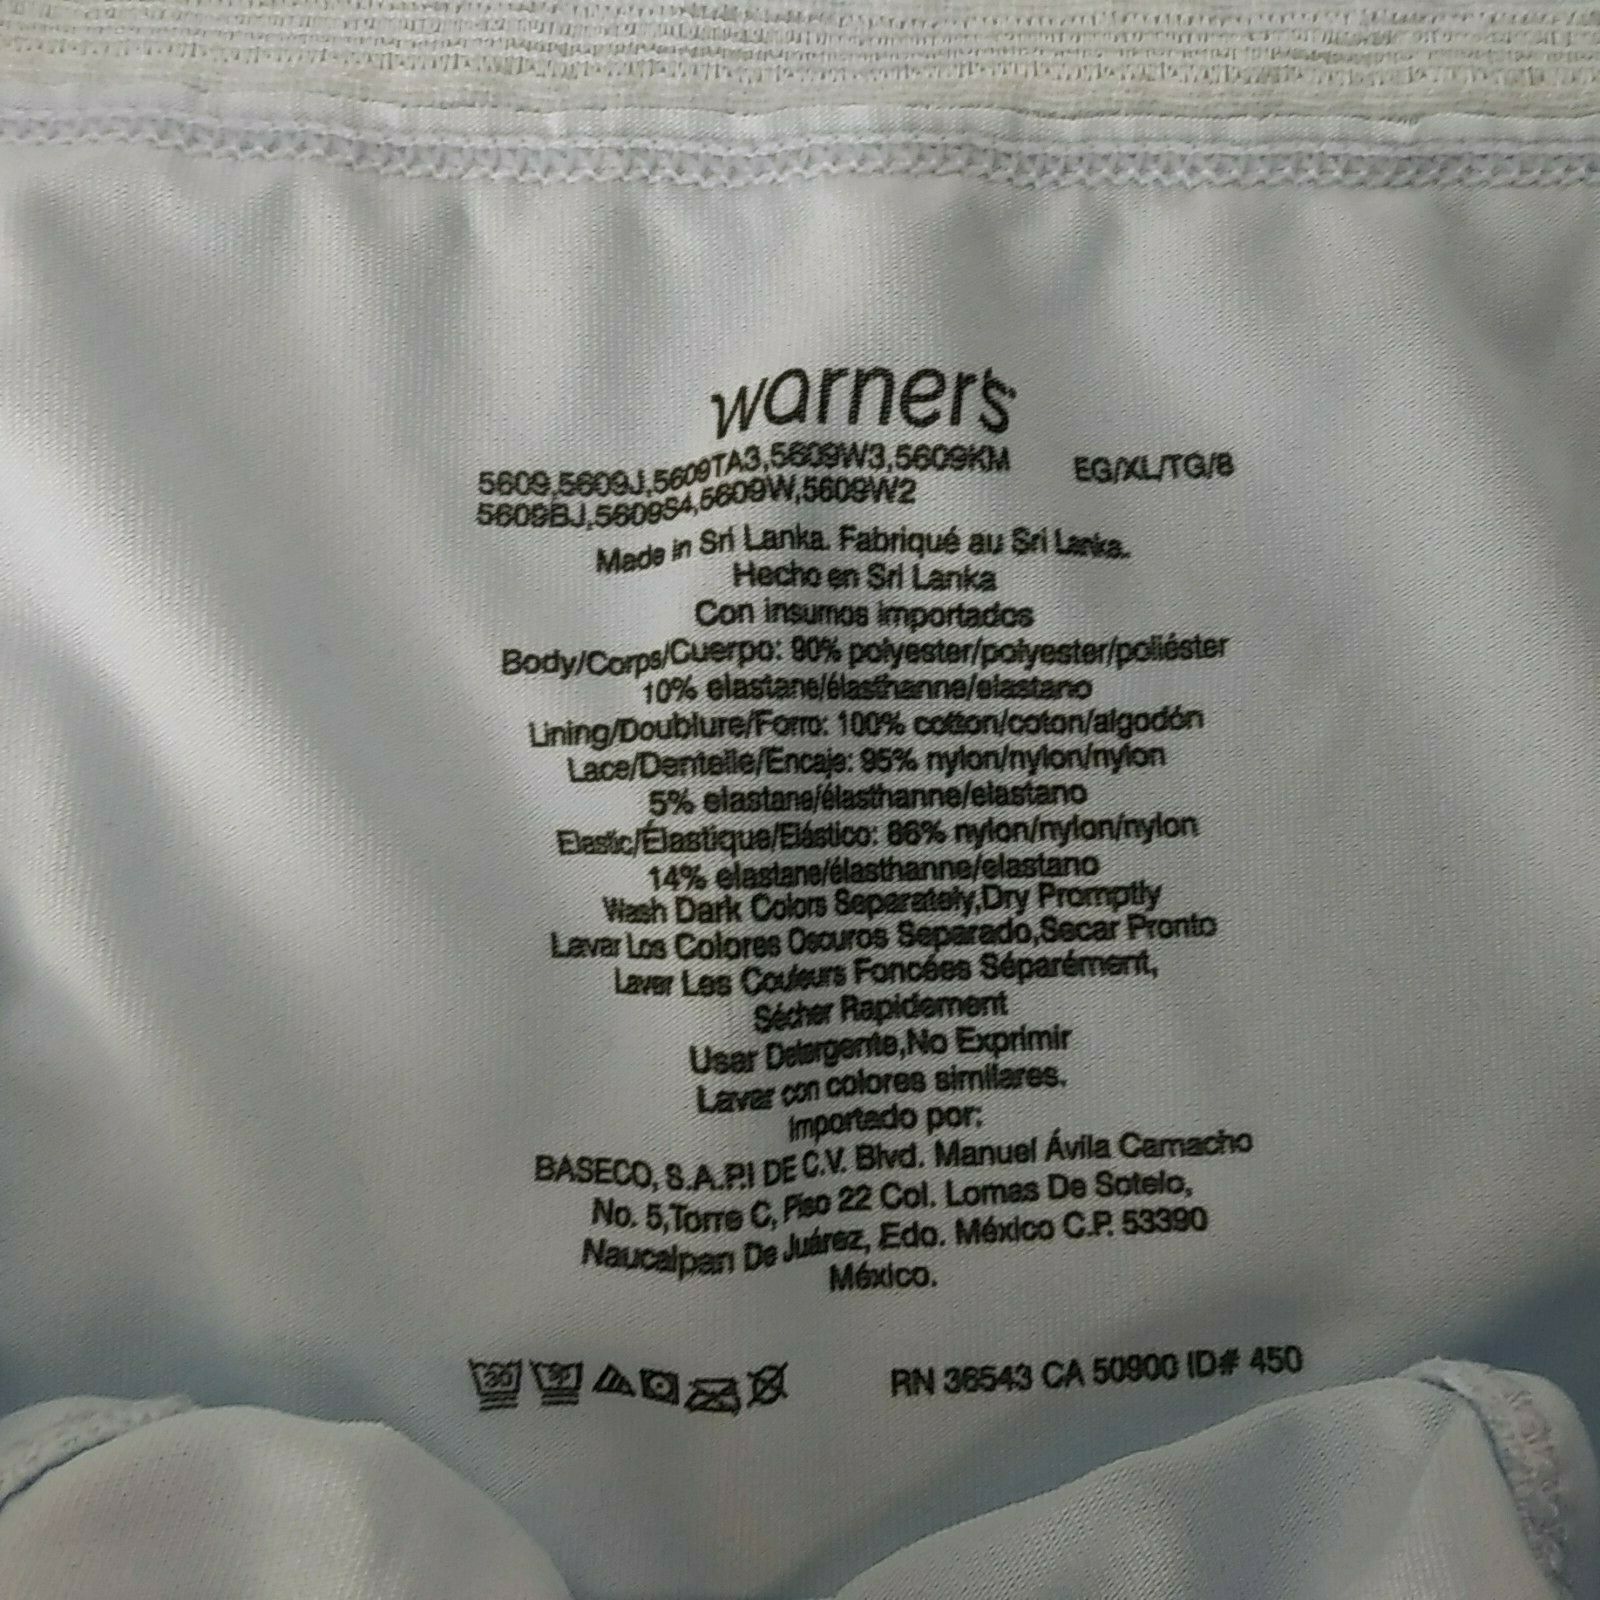 warner's
5609,5609J,5609TA3,5609W3,5609KM EG/XL/TG/8
5609BJ,5609S4,5609W,5609W2
Made in Sri Lanka. Fabriqué au Sri Lanka.
Hecho en Sri Lanka
Con insumos importados
Body/Corps/Cuerpo: 90% polyester/polyester/poliéster
10% elastane/élasthanne/elastano
Lining/Doublure/Forro: 100% cotton/coton/algodón
Lace/Dentelle/Encaje: 95% nylon/nylon/nylon
5% elastane/élasthanne/elastano
Elastic/Élastique/Elástico: 86% nylon/nylon/nylon
14% elastane/élasthanne/elastano
Wash Dark Colors Separately,Dry Promptly
Lavar Los Colores Oscuros Separado,Secar Pronto
Laver Les Couleurs Foncées Séparément,
Sécher Rapidement
Usar Detergente,No Exprimir
Lavar con colores similares.
Importado por:
BASECO, S.A.P.I DE C.V. Blvd. Manuel Ávila Camacho
No. 5,Torre C, Piso 22 Col. Lomas De Sotelo,
Naucalpan De Juárez, Edo. México C.P. 53390
México.
30 30 RN 36543 CA 50900 ID# 450